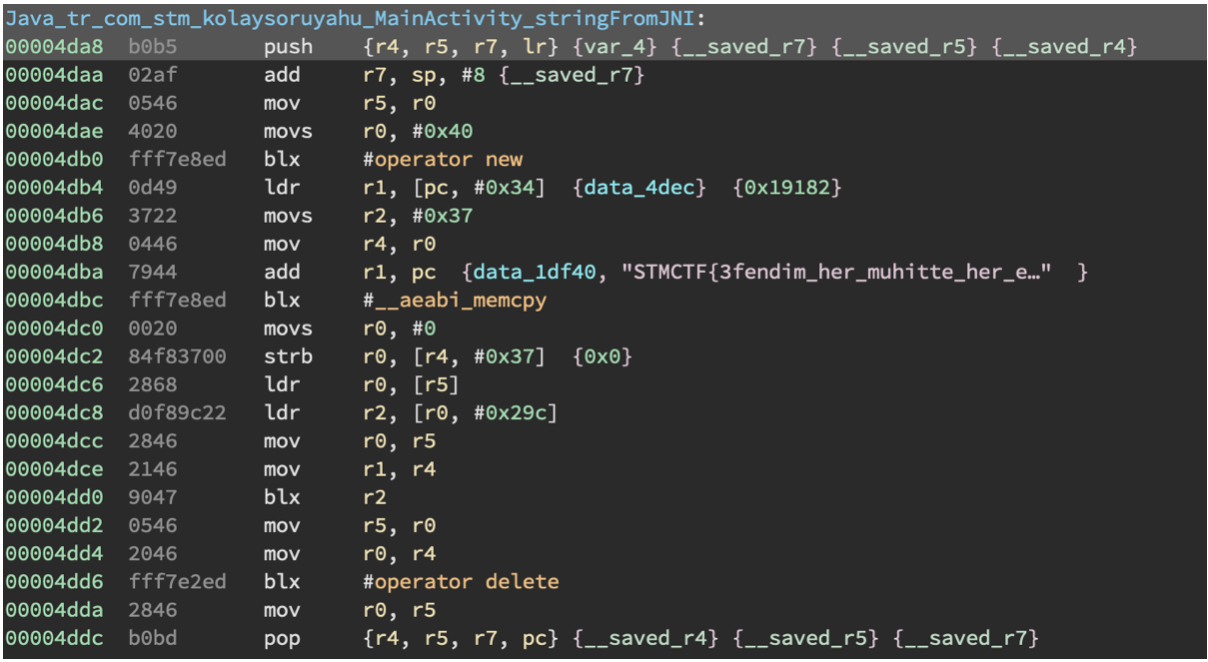 Java_tr_com_stm_kolaysoruyahu_MainActivity_stringFromJNI:
00004da8 b0b5 push {r4, r5, r7, lr} {var_4} {__saved_r7} {__saved_r5} {__saved_r4}
00004daa 02af add r7, sp, #8 {__saved_r7}
00004dac 0546 mov r5, r0
00004dae 4020 movs r0, #0x40
00004db0 fff7e8ed blx #operator new
00004db4 0d49 ldr r1, [pc, #0x34] {data_4dec} {0x19182}
00004db6 3722 movs r2, #0x37
00004db8 0446 mov r4, r0
00004dba 7944 add r1, pc {data_1df40, "STMCTF{3fendim_her_muhitte_her_e…" }
00004dbc fff7e8ed blx #__aeabi_memcpy
00004dc0 0020 movs r0, #0
00004dc2 84f83700 strb r0, [r4, #0x37] {0x0}
00004dc6 2868 ldr r0, [r5]
00004dc8 d0f89c22 ldr r2, [r0, #0x29c]
00004dcc 2846 mov r0, r5
00004dce 2146 mov r1, r4
00004dd0 9047 blx r2
00004dd2 0546 mov r5, r0
00004dd4 2046 mov r0, r4
00004dd6 fff7e2ed blx #operator delete
00004dda 2846 mov r0, r5
00004ddc b0bd pop {r4, r5, r7, pc} {__saved_r4} {__saved_r5} {__saved_r7}